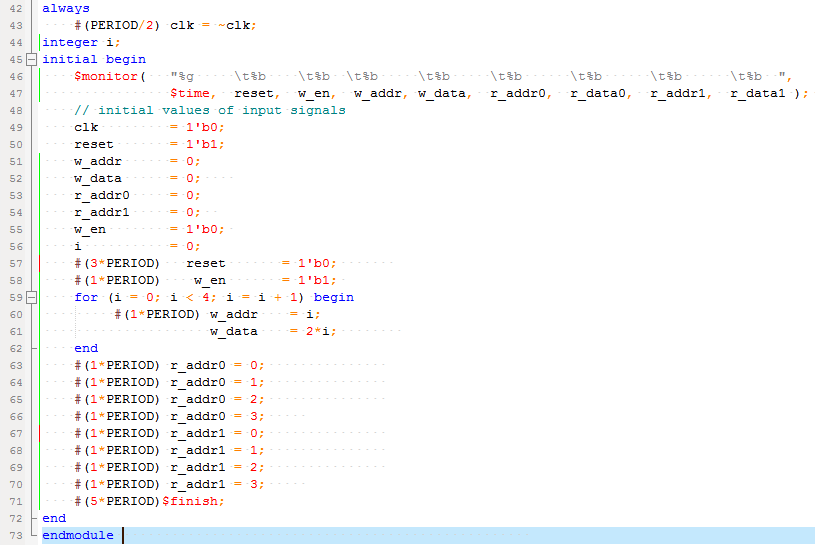 42 always
43 #(PERIOD/2) clk = ~clk;
44 integer i;
45 initial begin
46 $monitor( "%g \t%b \t%b \t%b \t%b \t%b \t%b \t%b \t%b ",
47 $time, reset, w_en, w_addr, w_data, r_addr0, r_data0, r_addr1, r_data1 );
48 // initial values of input signals
49 clk = 1'b0;
50 reset = 1'b1;
51 w_addr = 0;
52 w_data = 0;
53 r_addr0 = 0;
54 r_addr1 = 0;
55 w_en = 1'b0;
56 i = 0;
57 #(3*PERIOD) reset = 1'b0;
58 #(1*PERIOD) w_en = 1'b1;
59 for (i = 0; i < 4; i = i + 1) begin
60 #(1*PERIOD) w_addr = i;
61 w_data = 2*i;
62 end
63 #(1*PERIOD) r_addr0 = 0;
64 #(1*PERIOD) r_addr0 = 1;
65 #(1*PERIOD) r_addr0 = 2;
66 #(1*PERIOD) r_addr0 = 3;
67 #(1*PERIOD) r_addr1 = 0;
68 #(1*PERIOD) r_addr1 = 1;
69 #(1*PERIOD) r_addr1 = 2;
70 #(1*PERIOD) r_addr1 = 3;
71 #(5*PERIOD)$finish;
72 end
73 endmodule